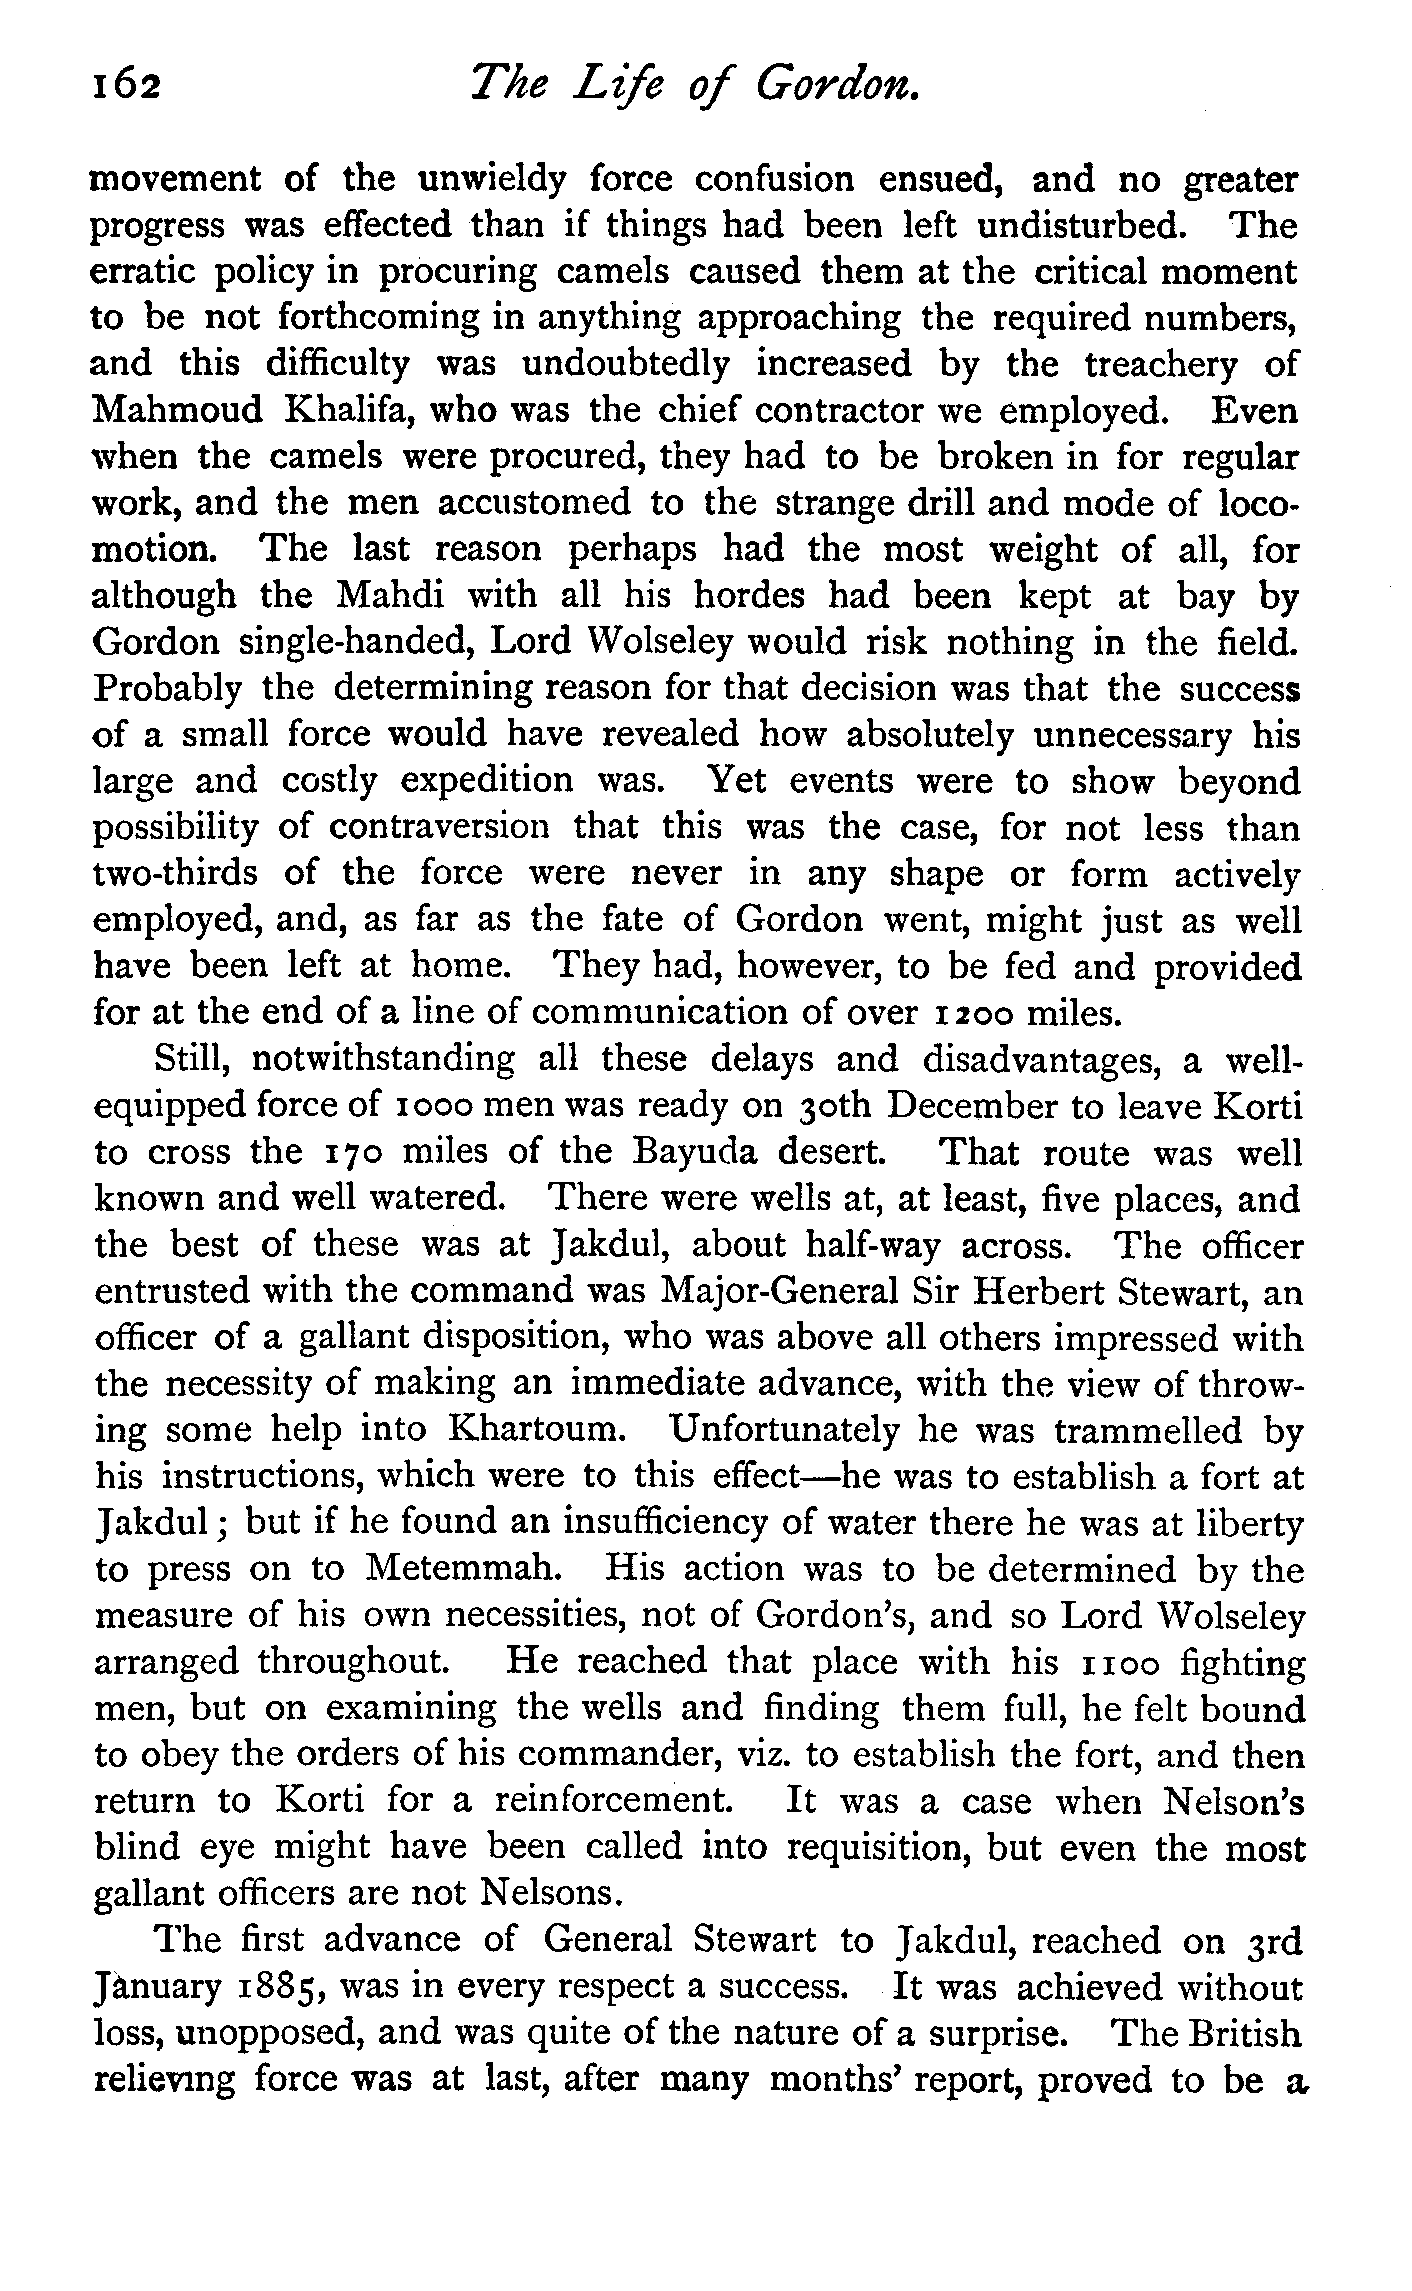 162 The Life of Gordon.
movement of the unwieldy force confusion ensued, and no greater
progress was effected than if things had been left undisturbed. The
erratic policy in procuring camels caused them at the critical moment
to be not forthcoming in anything approaching the required numbers,
and this difficulty was undoubtedly increased by the treachery of
Mahmoud Khalifa, who was the chief contractor we employed. Even
when the camels were procured, they had to be broken in for regular
work, and the men accustomed to the strange drill and mode of loco-
motion. The last reason perhaps had the most weight of all, for
although the Mahdi with all his hordes had been kept at bay by
Gordon single-handed, Lord Wolseley would risk nothing in the field.
Probably the determining reason for that decision was that the success
of a small force would have revealed how absolutely unnecessary his
large and costly expedition was. Yet events were to show beyond
possibility of contraversion that this was the case, for not less than
two-thirds of the force were never in any shape or form actively
employed, and, as far as the fate of Gordon went, might just as well
have been left at home. They had, however, to be fed and provided
for at the end of a line of communication of over 1200 miles.
Still, notwithstanding all these delays and disadvantages, a well-
equipped force of 1000 men was ready on 30th December to leave Korti
to cross the 170 miles of the Bayuda desert. That route was well
known and well watered. There were wells at, at least, five places, and
the best of these was at Jakdul, about half-way across. The officer
entrusted with the command was Major-General Sir Herbert Stewart, an
officer of a gallant disposition, who was above all others impressed with
the necessity of making an immediate advance, with the view of throw-
ing some help into Khartoum. Unfortunately he was trammelled by
his instructions, which were to this effect—he was to establish a fort at
Jakdul; but if he found an insufficiency of water there he was at liberty
to press on to Metemmah. His action was to be determined by the
measure of his own necessities, not of Gordon's, and so Lord Wolseley
arranged throughout. He reached that place with his 1100 fighting
men, but on examining the wells and finding them full, he felt bound
to obey the orders of his commander, viz. to establish the fort, and then
return to Korti for a reinforcement. It was a case when Nelson's
blind eye might have been called into requisition, but even the most
gallant officers are not Nelsons.
The first advance of General Stewart to Jakdul, reached on 3rd
January 1885, was in every respect a success. It was achieved without
loss, unopposed, and was quite of the nature of a surprise. The British
relieving force was at last, after many months' report, proved to be a